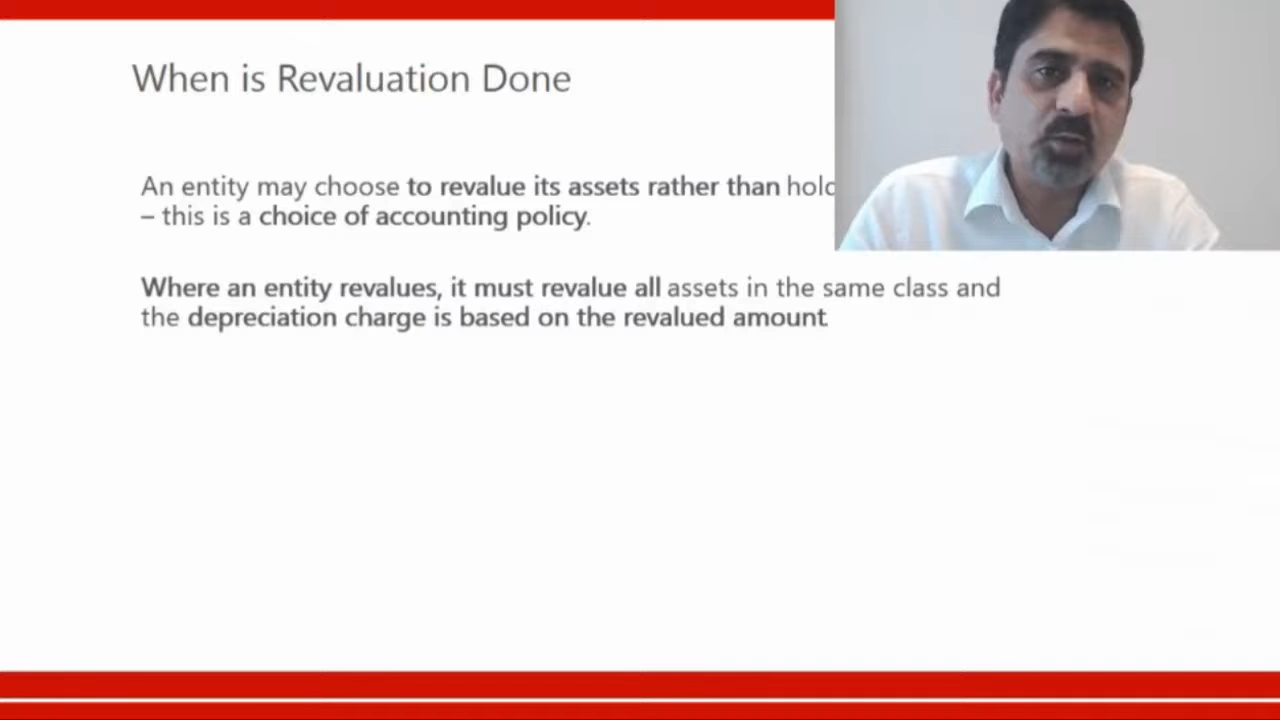 When is Revaluation Done
An entity may choose to revalue its assets rather than
– this is a choice of accounting policy.
Where an entity revalues, it must revalue all assets in the same class and
the depreciation charge is based on the revalued amount.